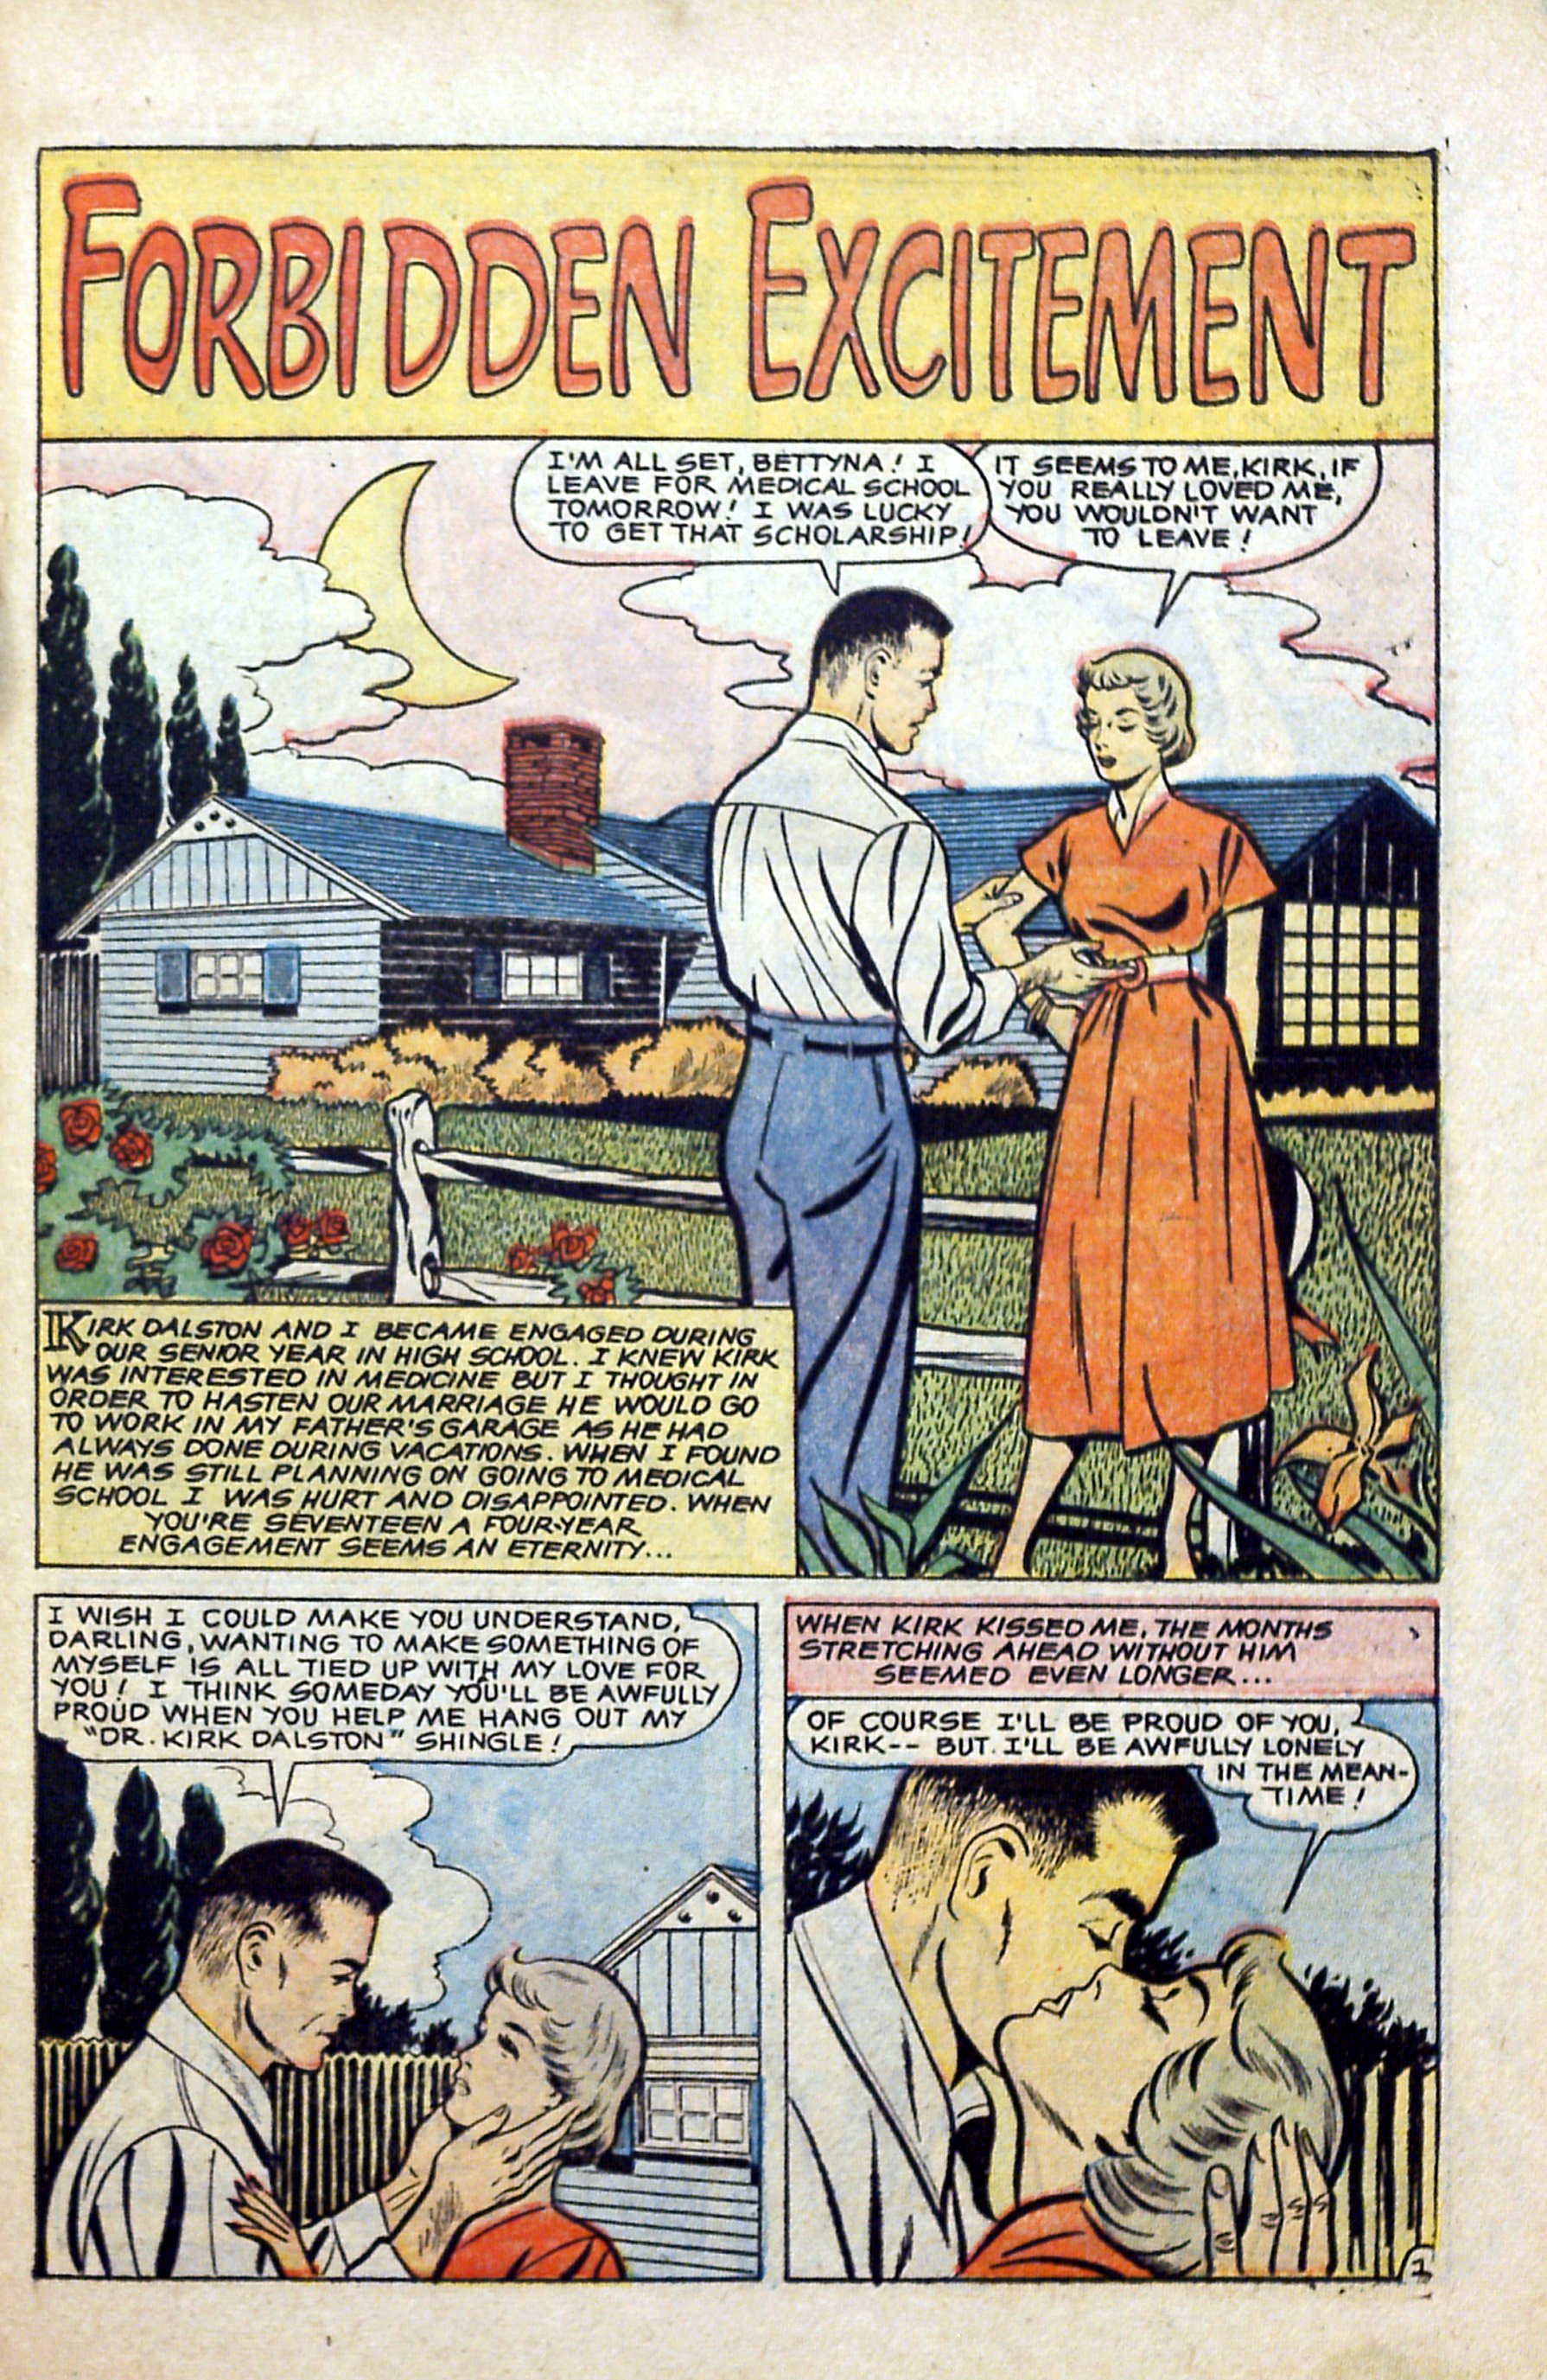 FORBIDDEN EXCITEMENT
I'M ALL SET, BETTYNA! I
LEAVE FOR MEDICAL SCHOOL
TOMORROW! I WAS LUCKY
TO GET THAT SCHOLARSHIP!
IT SEEMS TO ME, KIRK, IF
YOU REALLY LOVED ME,
YOU WOULDN'T WANT
TO LEAVE!
KIRK DALSTON AND I BECAME ENGAGED DURING
OUR SENIOR YEAR IN HIGH SCHOOL. I KNEW KIRK
WAS INTERESTED IN MEDICINE BUT I THOUGHT IN
ORDER TO HASTEN OUR MARRIAGE HE WOULD GO
TO WORK IN MY FATHER'S GARAGE AS HE HAD
ALWAYS DONE DURING VACATIONS. WHEN I FOUND
HE WAS STILL PLANNING ON GOING TO MEDICAL
SCHOOL I WAS HURT AND DISAPPOINTED. WHEN
YOU'RE SEVENTEEN A FOUR-YEAR
ENGAGEMENT SEEMS AN ETERNITY...
I WISH I COULD MAKE YOU UNDERSTAND,
DARLING, WANTING TO MAKE SOMETHING OF
MYSELF IS ALL TIED UP WITH MY LOVE FOR
YOU! I THINK SOMEDAY YOU'LL BE AWFULLY
PROUD WHEN YOU HELP ME HANG OUT MY
"DR. KIRK DALSTON" SHINGLE!
WHEN KIRK KISSED ME, THE MONTHS
STRETCHING AHEAD WITHOUT HIM
SEEMED EVEN LONGER...
OF COURSE I'LL BE PROUD OF YOU,
KIRK-- BUT I'LL BE AWFULLY LONELY
IN THE MEAN-
TIME!
1